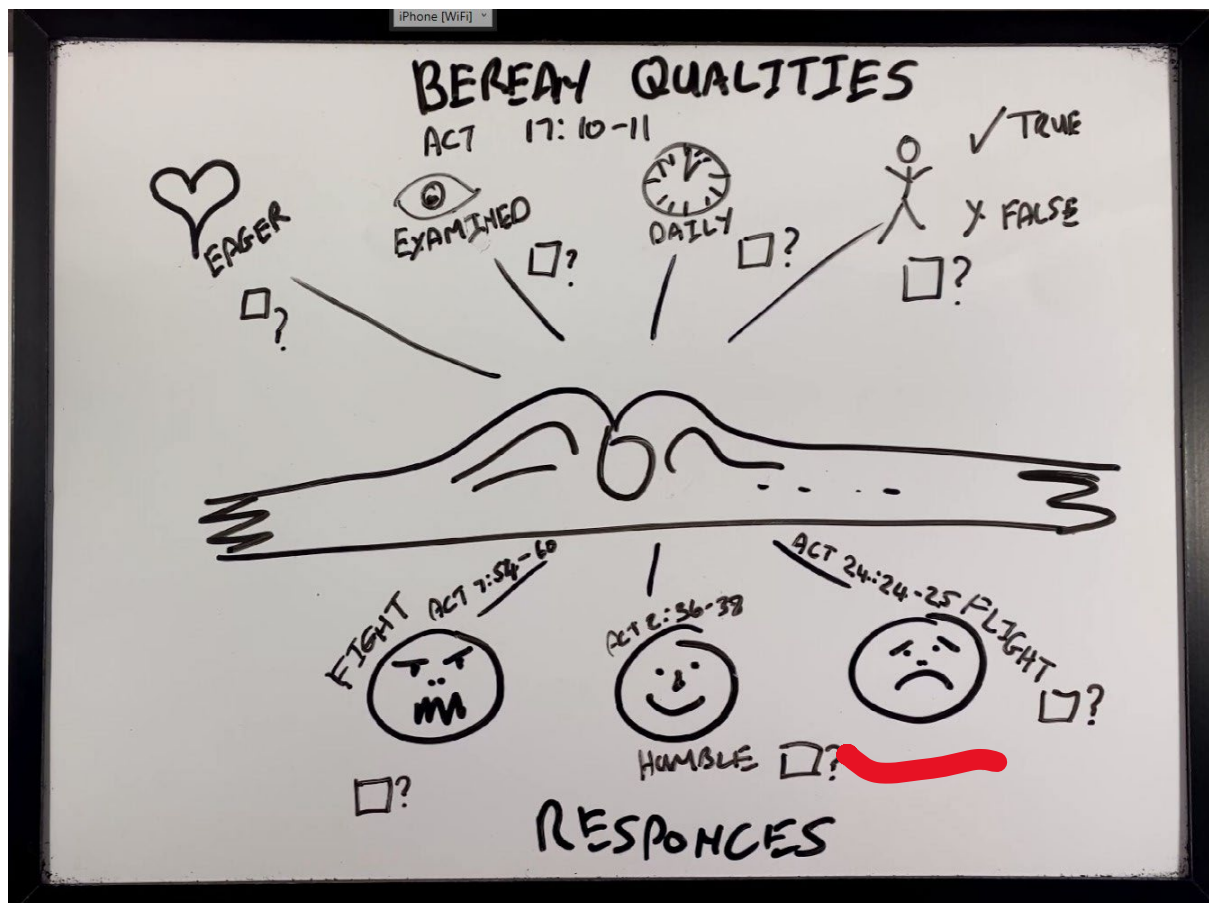 iPhone [WiFi]
BEREAN QUALITIES
ACT 17:10-11
EAGER
?
EXAMINED
?
DAILY
?
✓ TRUE
X FALSE
?
FIGHT ACT 7:54-60
?
ACT 2:36-38
HUMBLE ?
ACT 24:24-25 FLIGHT
?
RESPONCES